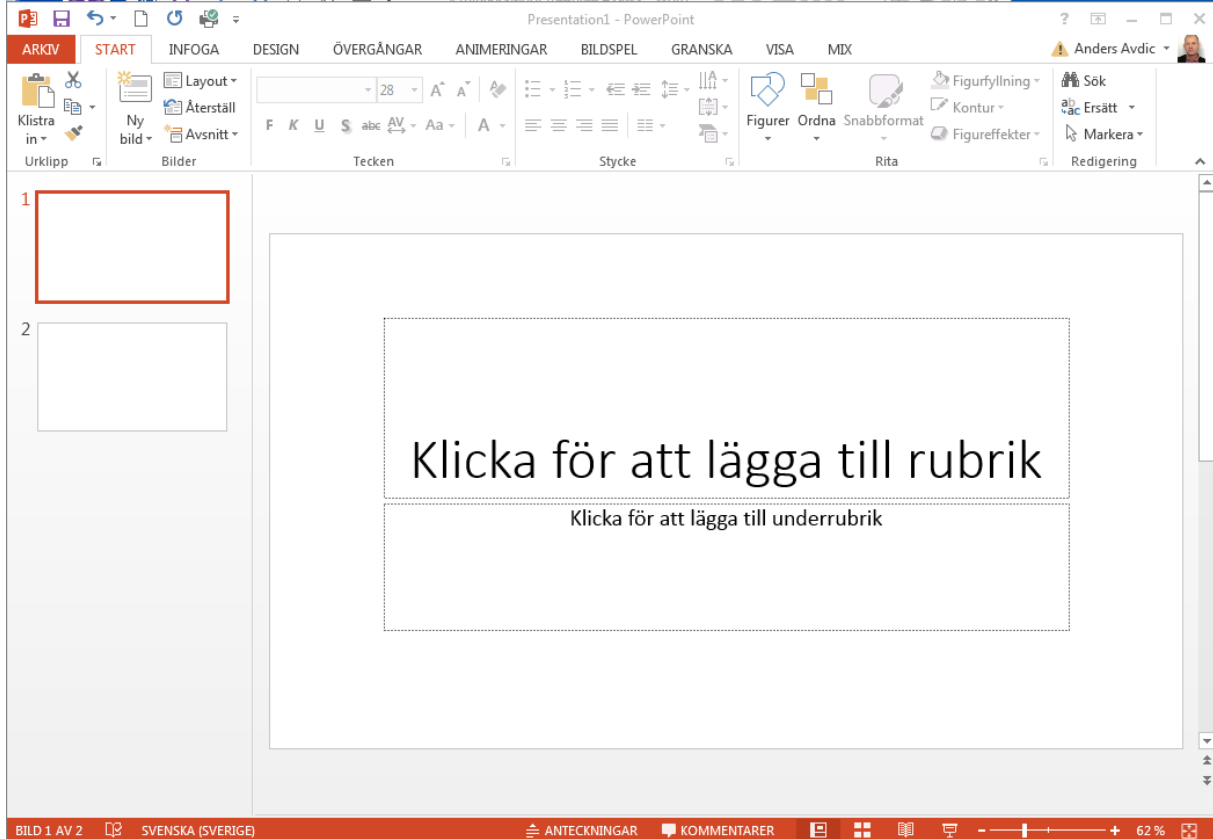 Presentation1 - PowerPoint
ARKIV START INFOGA DESIGN ÖVERGÅNGAR ANIMERINGAR BILDSPEL GRANSKA VISA MIX Anders Avdic
Klistra in
Urklipp
Ny bild
Layout
Återställ
Avsnitt
Bilder
28
F K U S abc AV Aa A
Tecken
Stycke
Figurer Ordna Snabbformat
Figurfyllning
Kontur
Figureffekter
Rita
Sök
Ersätt
Markera
Redigering
1
2
Klicka för att lägga till rubrik
Klicka för att lägga till underrubrik
BILD 1 AV 2 SVENSKA (SVERIGE) ANTECKNINGAR KOMMENTARER 62 %